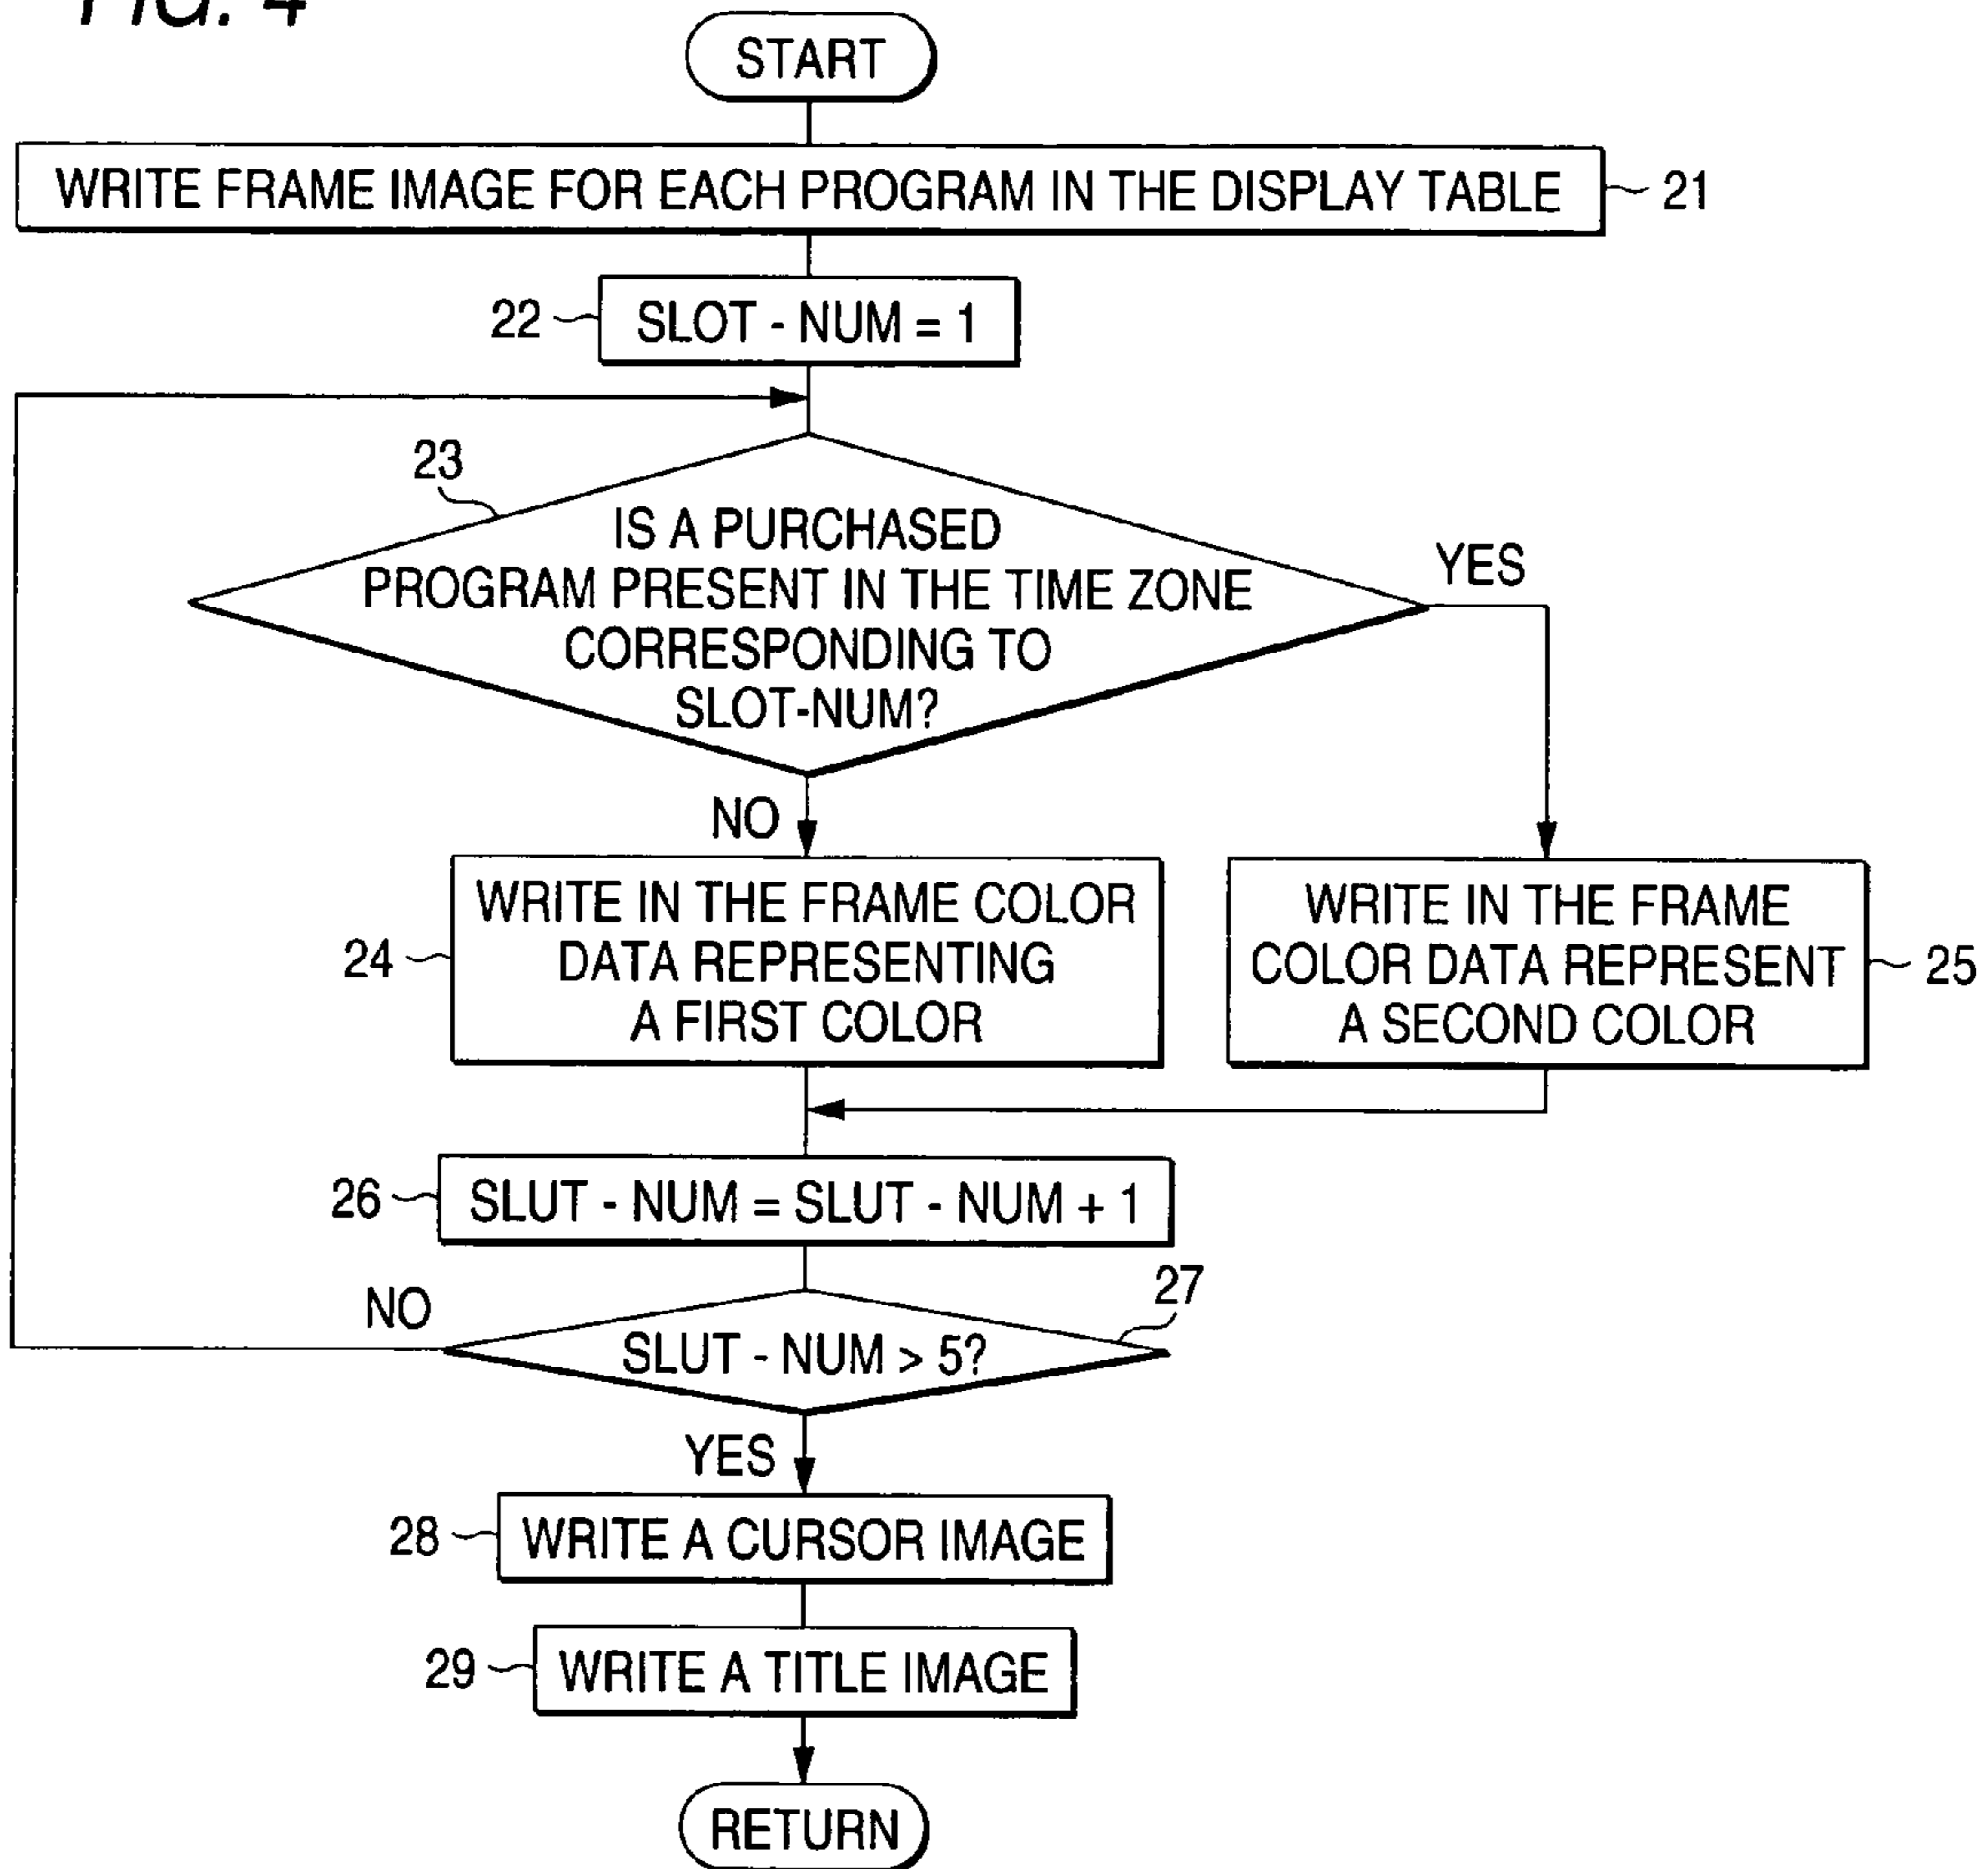 FIG. 4
START
WRITE FRAME IMAGE FOR EACH PROGRAM IN THE DISPLAY TABLE
21
22
SLOT - NUM = 1
23
IS A PURCHASED
PROGRAM PRESENT IN THE TIME ZONE
CORRESPONDING TO
SLOT-NUM?
YES
NO
24
WRITE IN THE FRAME COLOR
DATA REPRESENTING
A FIRST COLOR
WRITE IN THE FRAME
COLOR DATA REPRESENT
A SECOND COLOR
25
26
SLUT - NUM = SLUT - NUM + 1
27
NO
SLUT - NUM > 5?
YES
28
WRITE A CURSOR IMAGE
29
WRITE A TITLE IMAGE
RETURN